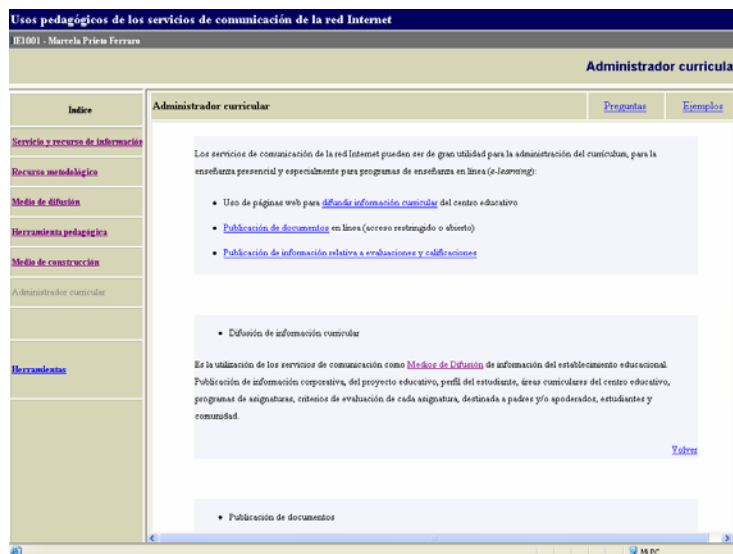 Usos pedagógicos de los servicios de comunicación de la red Internet
IE1001 - Marcela Prieto Ferraro
Administrador curricula
Indice
Administrador curricular
Preguntas
Ejemplos
Servicio y recurso de información
Recurso metodológico
Medio de difusión
Herramienta pedagógica
Medio de construcción
Administrador curricular
Herramientas
Los servicios de comunicación de la red Internet pueden ser de gran utilidad para la administración del currículum, para la
enseñanza presencial y especialmente para programas de enseñanza en línea (e-learning):
• Uso de páginas web para difundir información curricular del centro educativo
• Publicación de documentos en línea (acceso restringido o abierto)
• Publicación de información relativa a evaluaciones y calificaciones
• Difusión de información curricular
Es la utilización de los servicios de comunicación como Medios de Difusión de información del establecimiento educacional.
Publicación de información corporativa, del proyecto educativo, perfil del estudiante, áreas curriculares del centro educativo,
programas de asignaturas, criterios de evaluación de cada asignatura, destinada a padres y/o apoderados, estudiantes y
comunidad.
Volver
• Publicación de documentos
Mi PC